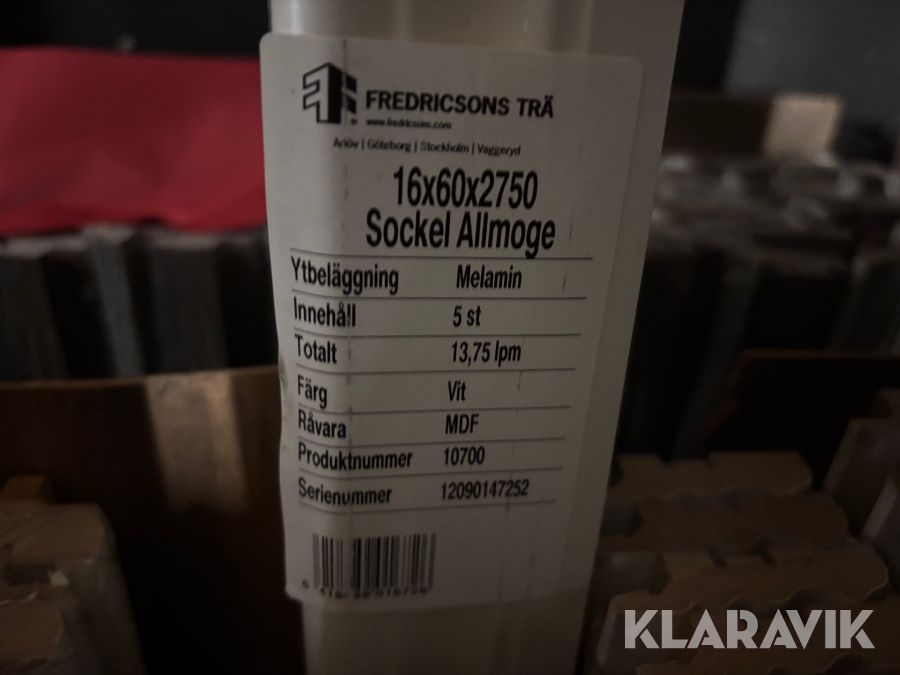 FREDRICSONS TRÄ
www.fredricsons.com
Arlöv | Göteborg | Stockholm | Vaggeryd
16x60x2750
Sockel Allmoge
Ytbeläggning Melamin
Innehåll 5 st
Totalt 13,75 lpm
Färg Vit
Råvara MDF
Produktnummer 10700
Serienummer 12090147252
KLARAVIK